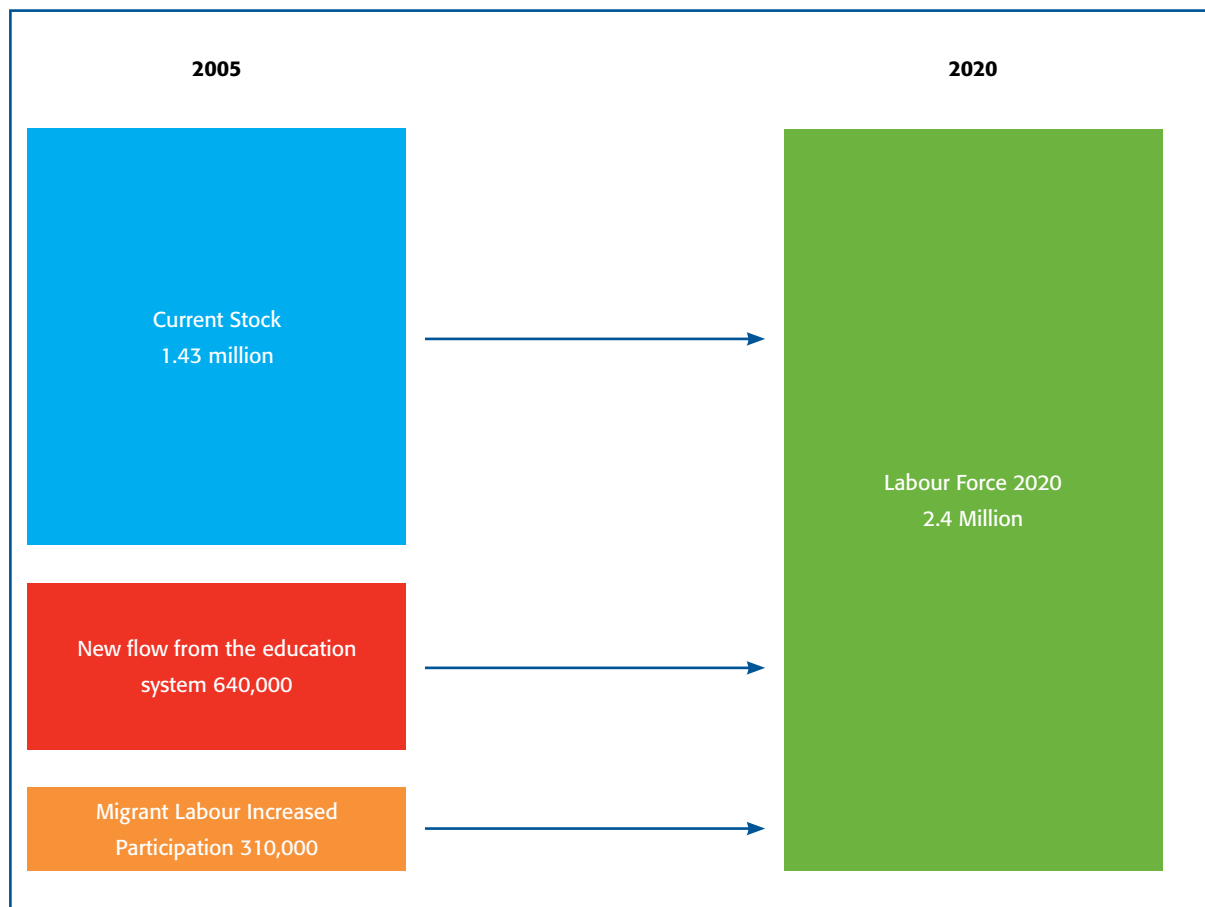 2005
2020
Current Stock
1.43 million
New flow from the education
system 640,000
Migrant Labour Increased
Participation 310,000
Labour Force 2020
2.4 Million